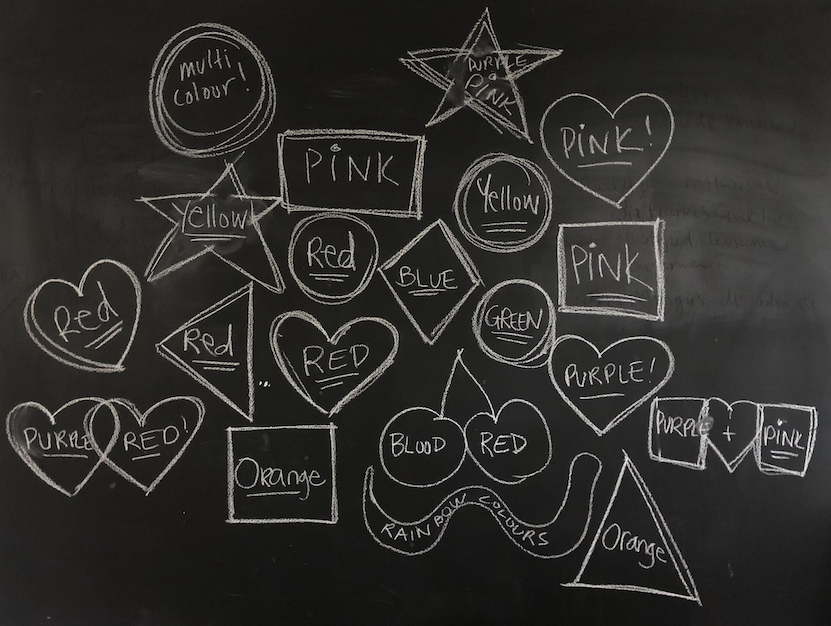 multi
colour!
PURPLE
&
PINK
PINK!
PINK
Yellow
Yellow
Red
BLUE
PINK
Red
GREEN
Red
RED
PURPLE!
PURPLE RED!
BLOOD RED
PURPLE + PINK
Orange
RAINBOW COLOURS
Orange